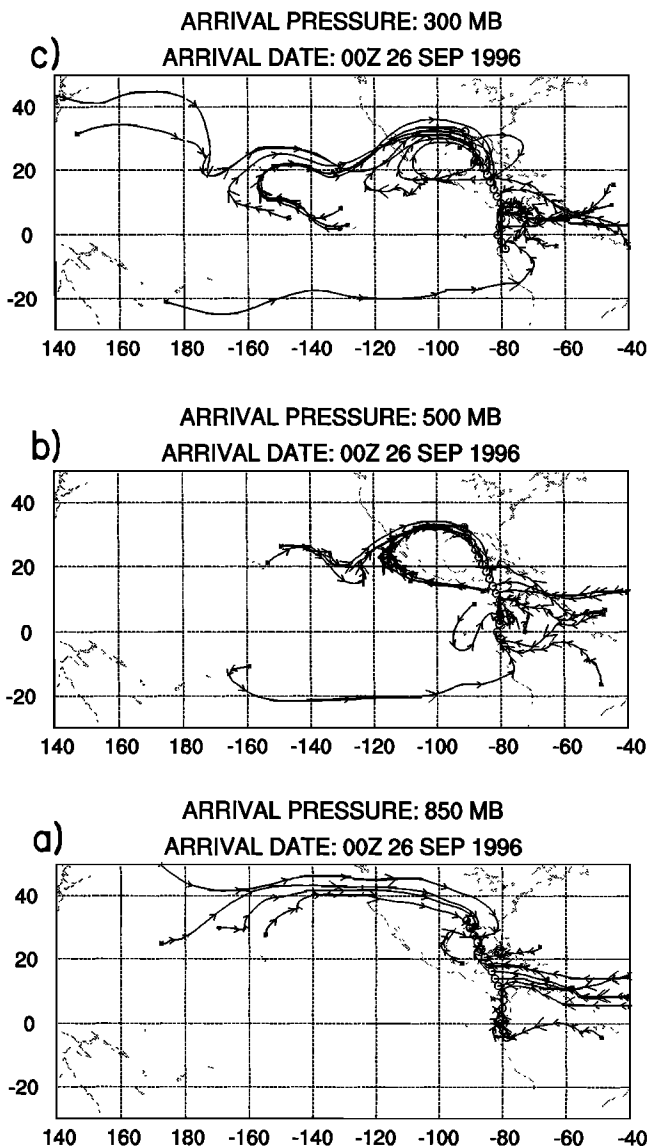 ARRIVAL PRESSURE: 300 MB
c) ARRIVAL DATE: 00Z 26 SEP 1996
40
20
0
-20
140 160 180 -160 -140 -120 -100 -80 -60 -40
ARRIVAL PRESSURE: 500 MB
b) ARRIVAL DATE: 00Z 26 SEP 1996
40
20
0
-20
140 160 180 -160 -140 -120 -100 -80 -60 -40
ARRIVAL PRESSURE: 850 MB
a) ARRIVAL DATE: 00Z 26 SEP 1996
40
20
0
-20
140 160 180 -160 -140 -120 -100 -80 -60 -40